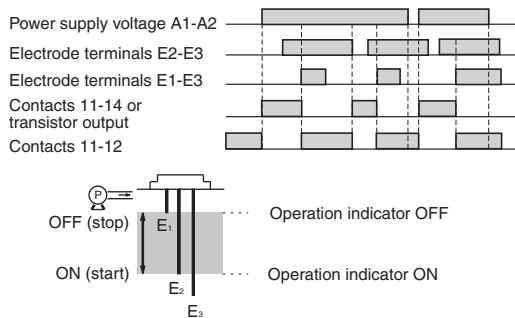 Power supply voltage A1-A2
Electrode terminals E2-E3
Electrode terminals E1-E3
Contacts 11-14 or
transistor output
Contacts 11-12
P
OFF (stop)
E1
Operation indicator OFF
ON (start)
Operation indicator ON
E2
E3